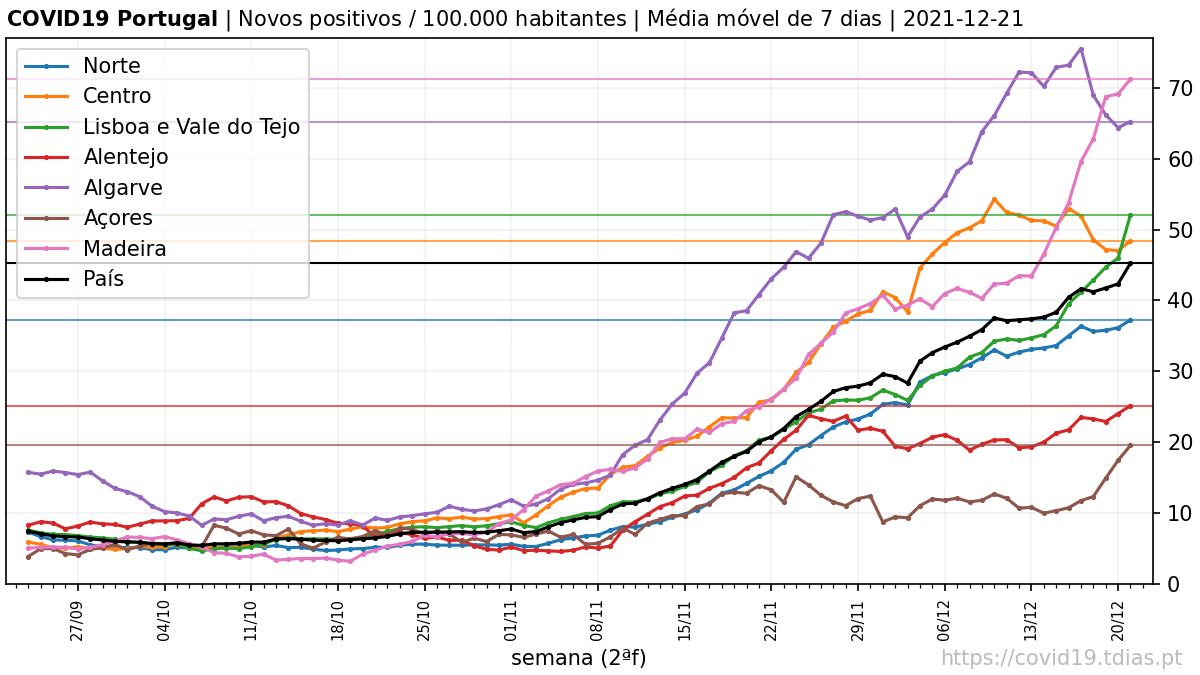 COVID19 Portugal | Novos positivos / 100.000 habitantes | Média móvel de 7 dias | 2021-12-21
Norte
Centro
Lisboa e Vale do Tejo
Alentejo
Algarve
Açores
Madeira
País
70
60
50
40
30
20
10
0
27/09
04/10
11/10
18/10
25/10
01/11
08/11
15/11
22/11
29/11
06/12
13/12
20/12
semana (2ªf)
https://covid19.tdias.pt